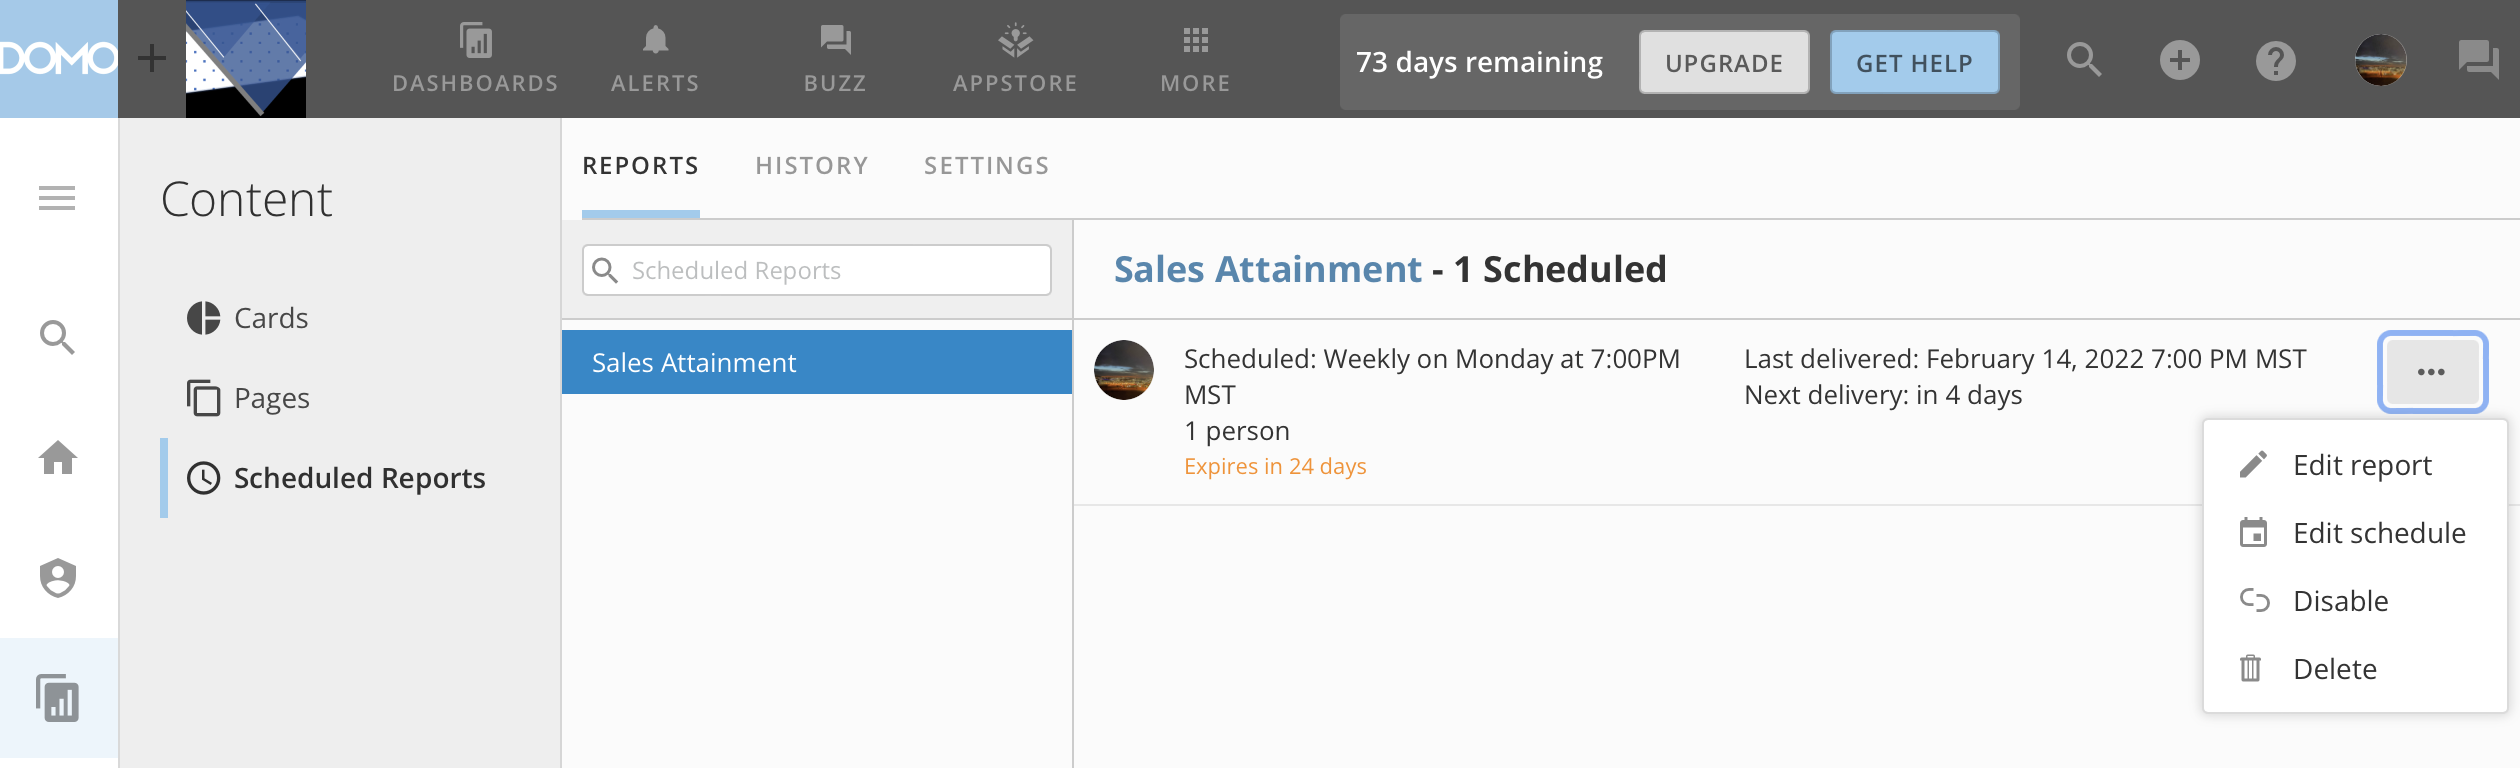 DOMO
DASHBOARDS
ALERTS
BUZZ
APPSTORE
MORE
73 days remaining
UPGRADE
GET HELP
Content
Cards
Pages
Scheduled Reports
REPORTS
HISTORY
SETTINGS
Scheduled Reports
Sales Attainment
Sales Attainment - 1 Scheduled
Scheduled: Weekly on Monday at 7:00PM
MST
1 person
Expires in 24 days
Last delivered: February 14, 2022 7:00 PM MST
Next delivery: in 4 days
Edit report
Edit schedule
Disable
Delete